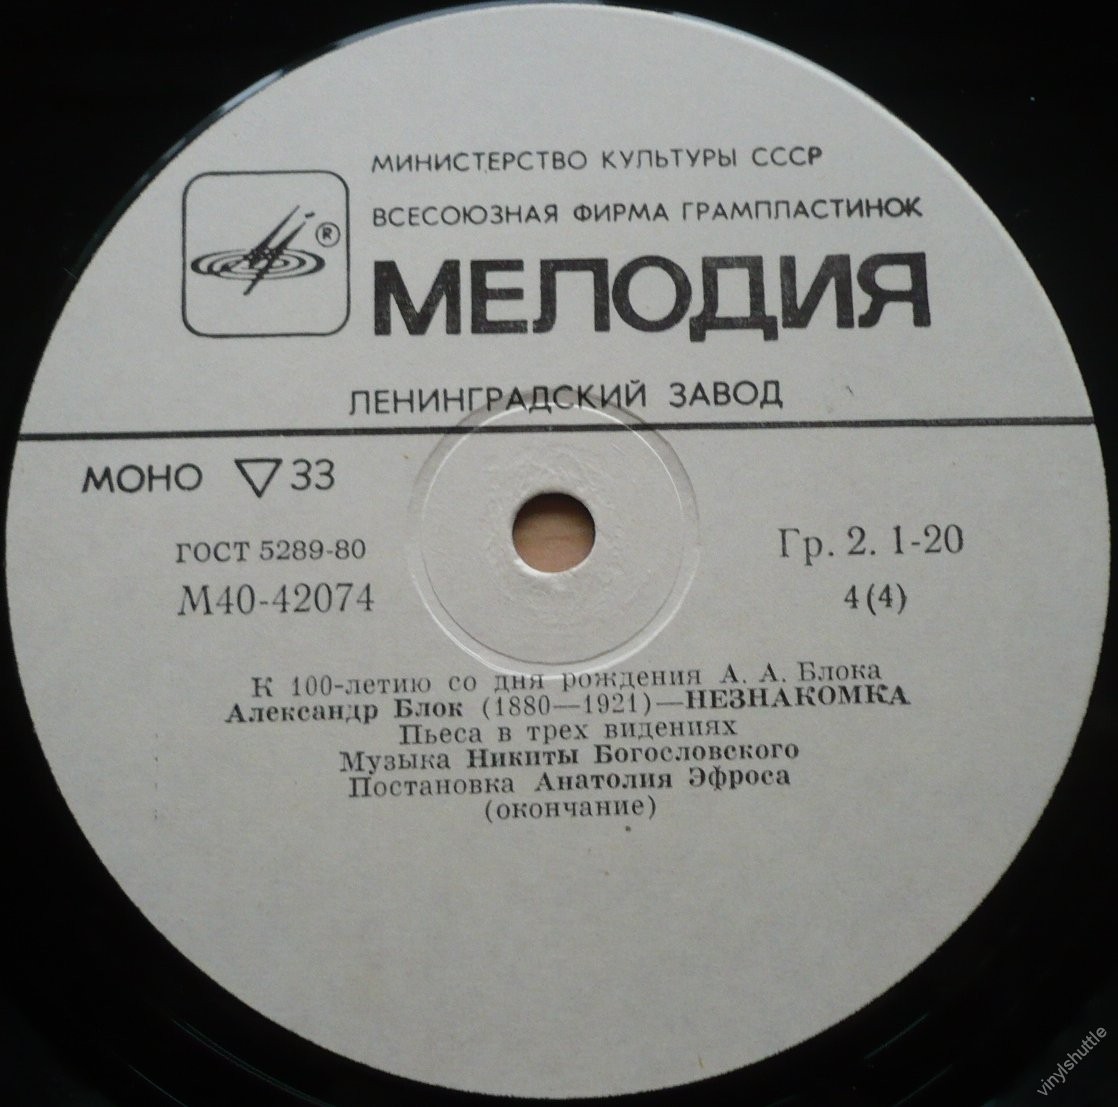 МИНИСТЕРСТВО КУЛЬТУРЫ СССР
ВСЕСОЮЗНАЯ ФИРМА ГРАМПЛАСТИНОК
®
МЕЛОДИЯ
ЛЕНИНГРАДСКИЙ ЗАВОД
МОНО ▽ 33
ГОСТ 5289-80
М40-42074
Гр. 2. 1-20
4 (4)
К 100-летию со дня рождения А. А. Блока
Александр Блок (1880—1921)—НЕЗНАКОМКА
Пьеса в трех видениях
Музыка Никиты Богословского
Постановка Анатолия Эфроса
(окончание)
vinylshuttle